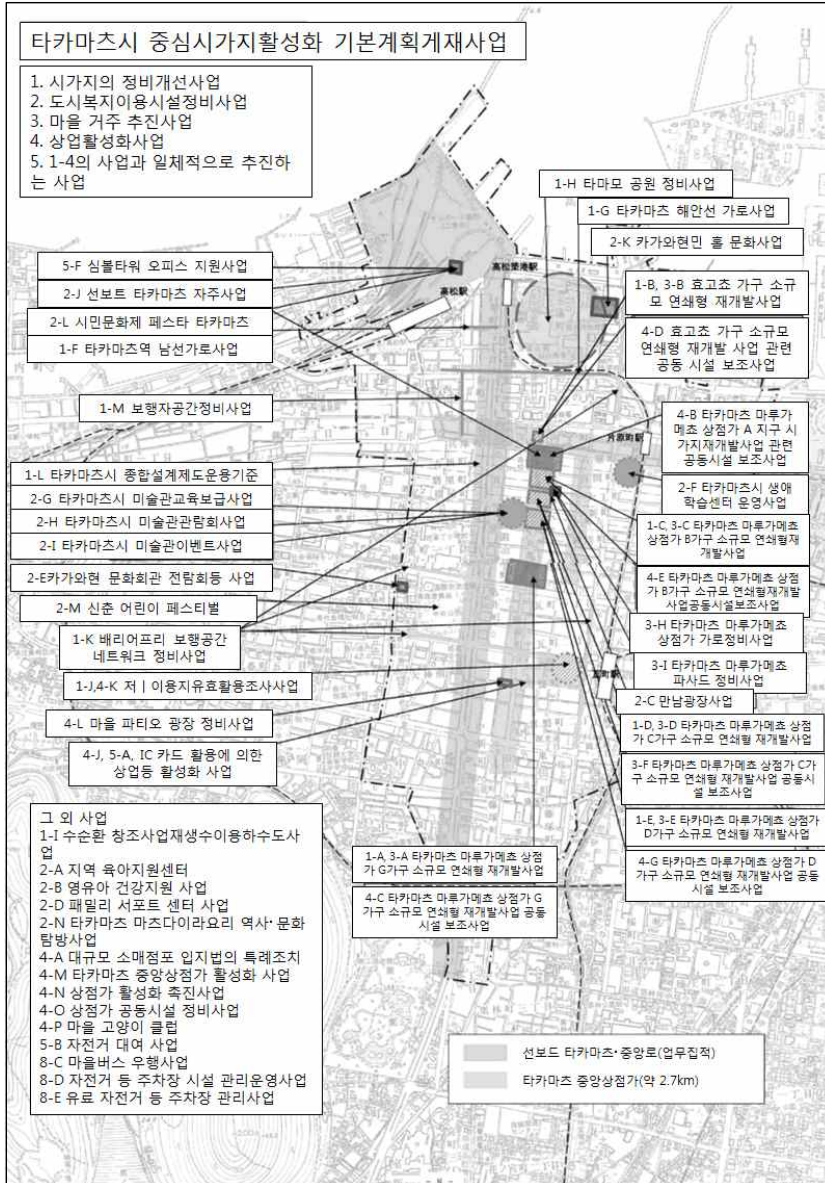 타카마츠시 중심시가지활성화 기본계획게재사업
1. 시가지의 정비개선사업
2. 도시복지이용시설정비사업
3. 마을 거주 추진사업
4. 상업활성화사업
5. 1-4의 사업과 일체적으로 추진하
는 사업
1-H 타마모 공원 정비사업
1-G 타카마츠 해안선 가로사업
2-K 카가와현민 홀 문화사업
5-F 심볼타워 오피스 지원사업
2-J 선보트 타카마츠 자주사업
2-L 시민문화제 페스타 타카마츠
1-F 타카마츠역 남선가로사업
高松駅
高松築港駅
1-B, 3-B 효고쵸 가구 소규
모 연쇄형 재개발사업
4-D 효고쵸 가구 소규모
연쇄형 재개발 사업 관련
공동 시설 보조사업
1-M 보행자공간정비사업
片原町駅
4-B 타카마츠 마루가
메쵸 상점가 A 지구 시
가지재개발사업 관련
공동시설 보조사업
1-L 타카마츠시 종합설계제도운용기준
2-G 타카마츠시 미술관교육보급사업
2-H 타카마츠시 미술관관람회사업
2-I 타카마츠시 미술관이벤트사업
2-E카가와현 문화회관 전람회등 사업
2-M 신춘 어린이 페스티벌
1-K 배리어프리 보행공간
네트워크 정비사업
1-J,4-K 저ㅣ이용지유효활용조사사업
4-L 마을 파티오 광장 정비사업
4-J, 5-A, IC 카드 활용에 의한
상업등 활성화 사업
2-F 타카마츠시 생애
학습센터 운영사업
1-C, 3-C 타카마츠 마루가메쵸
상점가 B가구 소규모 연쇄형재
개발사업
4-E 타카마츠 마루가메쵸 상점
가 B가구 소규모 연쇄형재개발
사업공동시설보조사업
3-H 타카마츠 마루가메쵸
상점가 가로정비사업
3-I 타카마츠 마루가메쵸
파사드 정비사업
瓦町駅
2-C 만남광장사업
1-D, 3-D 타카마츠 마루가메쵸 상점
가 C가구 소규모 연쇄형 재개발사업
3-F 타카마츠 마루가메쵸 상점가 C가
구 소규모 연쇄형 재개발사업 공동시
설 보조사업
1-E, 3-E 타카마츠 마루가메쵸 상점가
D가구 소규모 연쇄형 재개발사업
4-G 타카마츠 마루가메쵸 상점가 D
가구 소규모 연쇄형 재개발사업 공동
시설 보조사업
1-A, 3-A 타카마츠 마루가메쵸 상점
가 G가구 소규모 연쇄형 재개발사업
4-C 타카마츠 마루가메쵸 상점가 G
가구 소규모 연쇄형 재개발사업 공동
시설 보조사업
그 외 사업
1-I 수순환 창조사업재생수이용하수도사
업
2-A 지역 육아지원센터
2-B 영유아 건강지원 사업
2-D 패밀리 서포트 센터 사업
2-N 타카마츠 마츠다이라요리 역사·문화
탐방사업
4-A 대규모 소매점포 입지법의 특례조치
4-M 타카마츠 중앙상점가 활성화 사업
4-N 상점가 활성화 촉진사업
4-O 상점가 공동시설 정비사업
4-P 마을 고양이 클럽
5-B 자전거 대여 사업
8-C 마을버스 우행사업
8-D 자전거 등 주차장 시설 관리운영사업
8-E 유료 자전거 등 주차장 관리사업
선보드 타카마츠·중앙로(업무집적)
타카마츠 중앙상점가(약 2.7km)